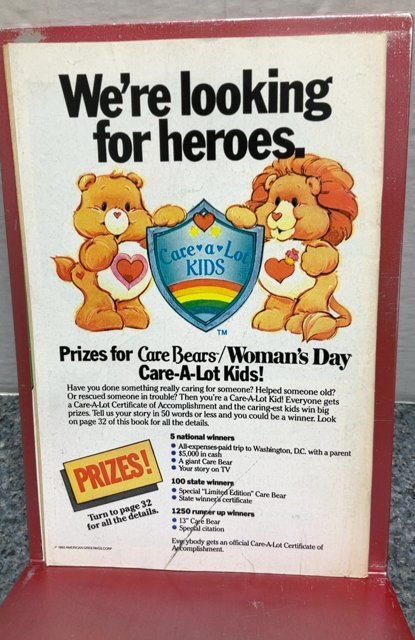 We're looking
for heroes.
Care•a•Lot
KIDS
TM
Prizes for Care Bears™/Woman's Day
Care-A-Lot Kids!
Have you done something really caring for someone? Helped someone old?
Or rescued someone in trouble? Then you're a Care-A-Lot Kid! Everyone gets
a Care-A-Lot Certificate of Accomplishment and the caring-est kids win big
prizes. Tell us your story in 50 words or less and you could be a winner. Look
on page 32 of this book for all the details.
PRIZES!
Turn to page 32
for all the details.
5 national winners
• All-expenses-paid trip to Washington, D.C. with a parent
• $5,000 in cash
• A giant Care Bear
• Your story on TV
100 state winners
• Special "Limited Edition" Care Bear
• State winner's certificate
1250 runner up winners
• 13" Care Bear
• Special citation
Everybody gets an official Care-A-Lot Certificate of
Accomplishment.
AMERICAN GREETINGS CORP